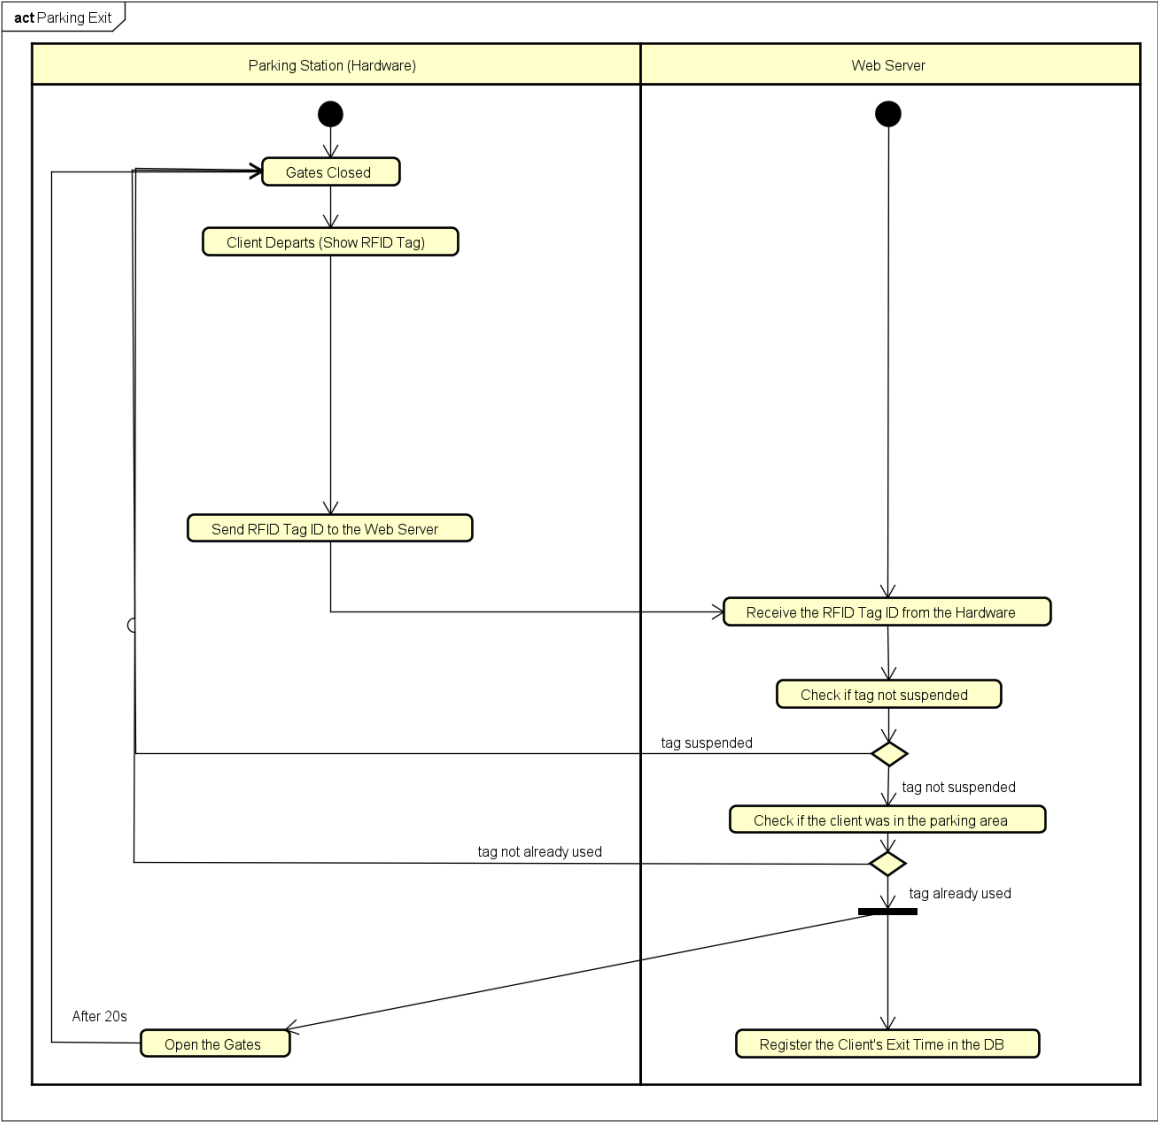 act Parking Exit
Parking Station (Hardware)
Web Server
Gates Closed
Client Departs (Show RFID Tag)
Send RFID Tag ID to the Web Server
Receive the RFID Tag ID from the Hardware
Check if tag not suspended
tag suspended
tag not suspended
Check if the client was in the parking area
tag not already used
tag already used
After 20s
Open the Gates
Register the Client's Exit Time in the DB